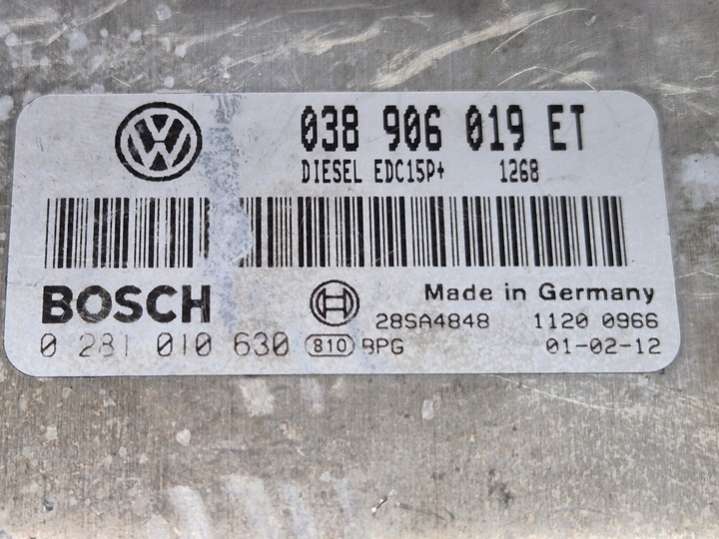 038 906 019 ET
DIESEL EDC15P+ 1268
BOSCH
Made in Germany
28SA4848 1120 0966
0 281 010 630 810 BPG 01-02-12